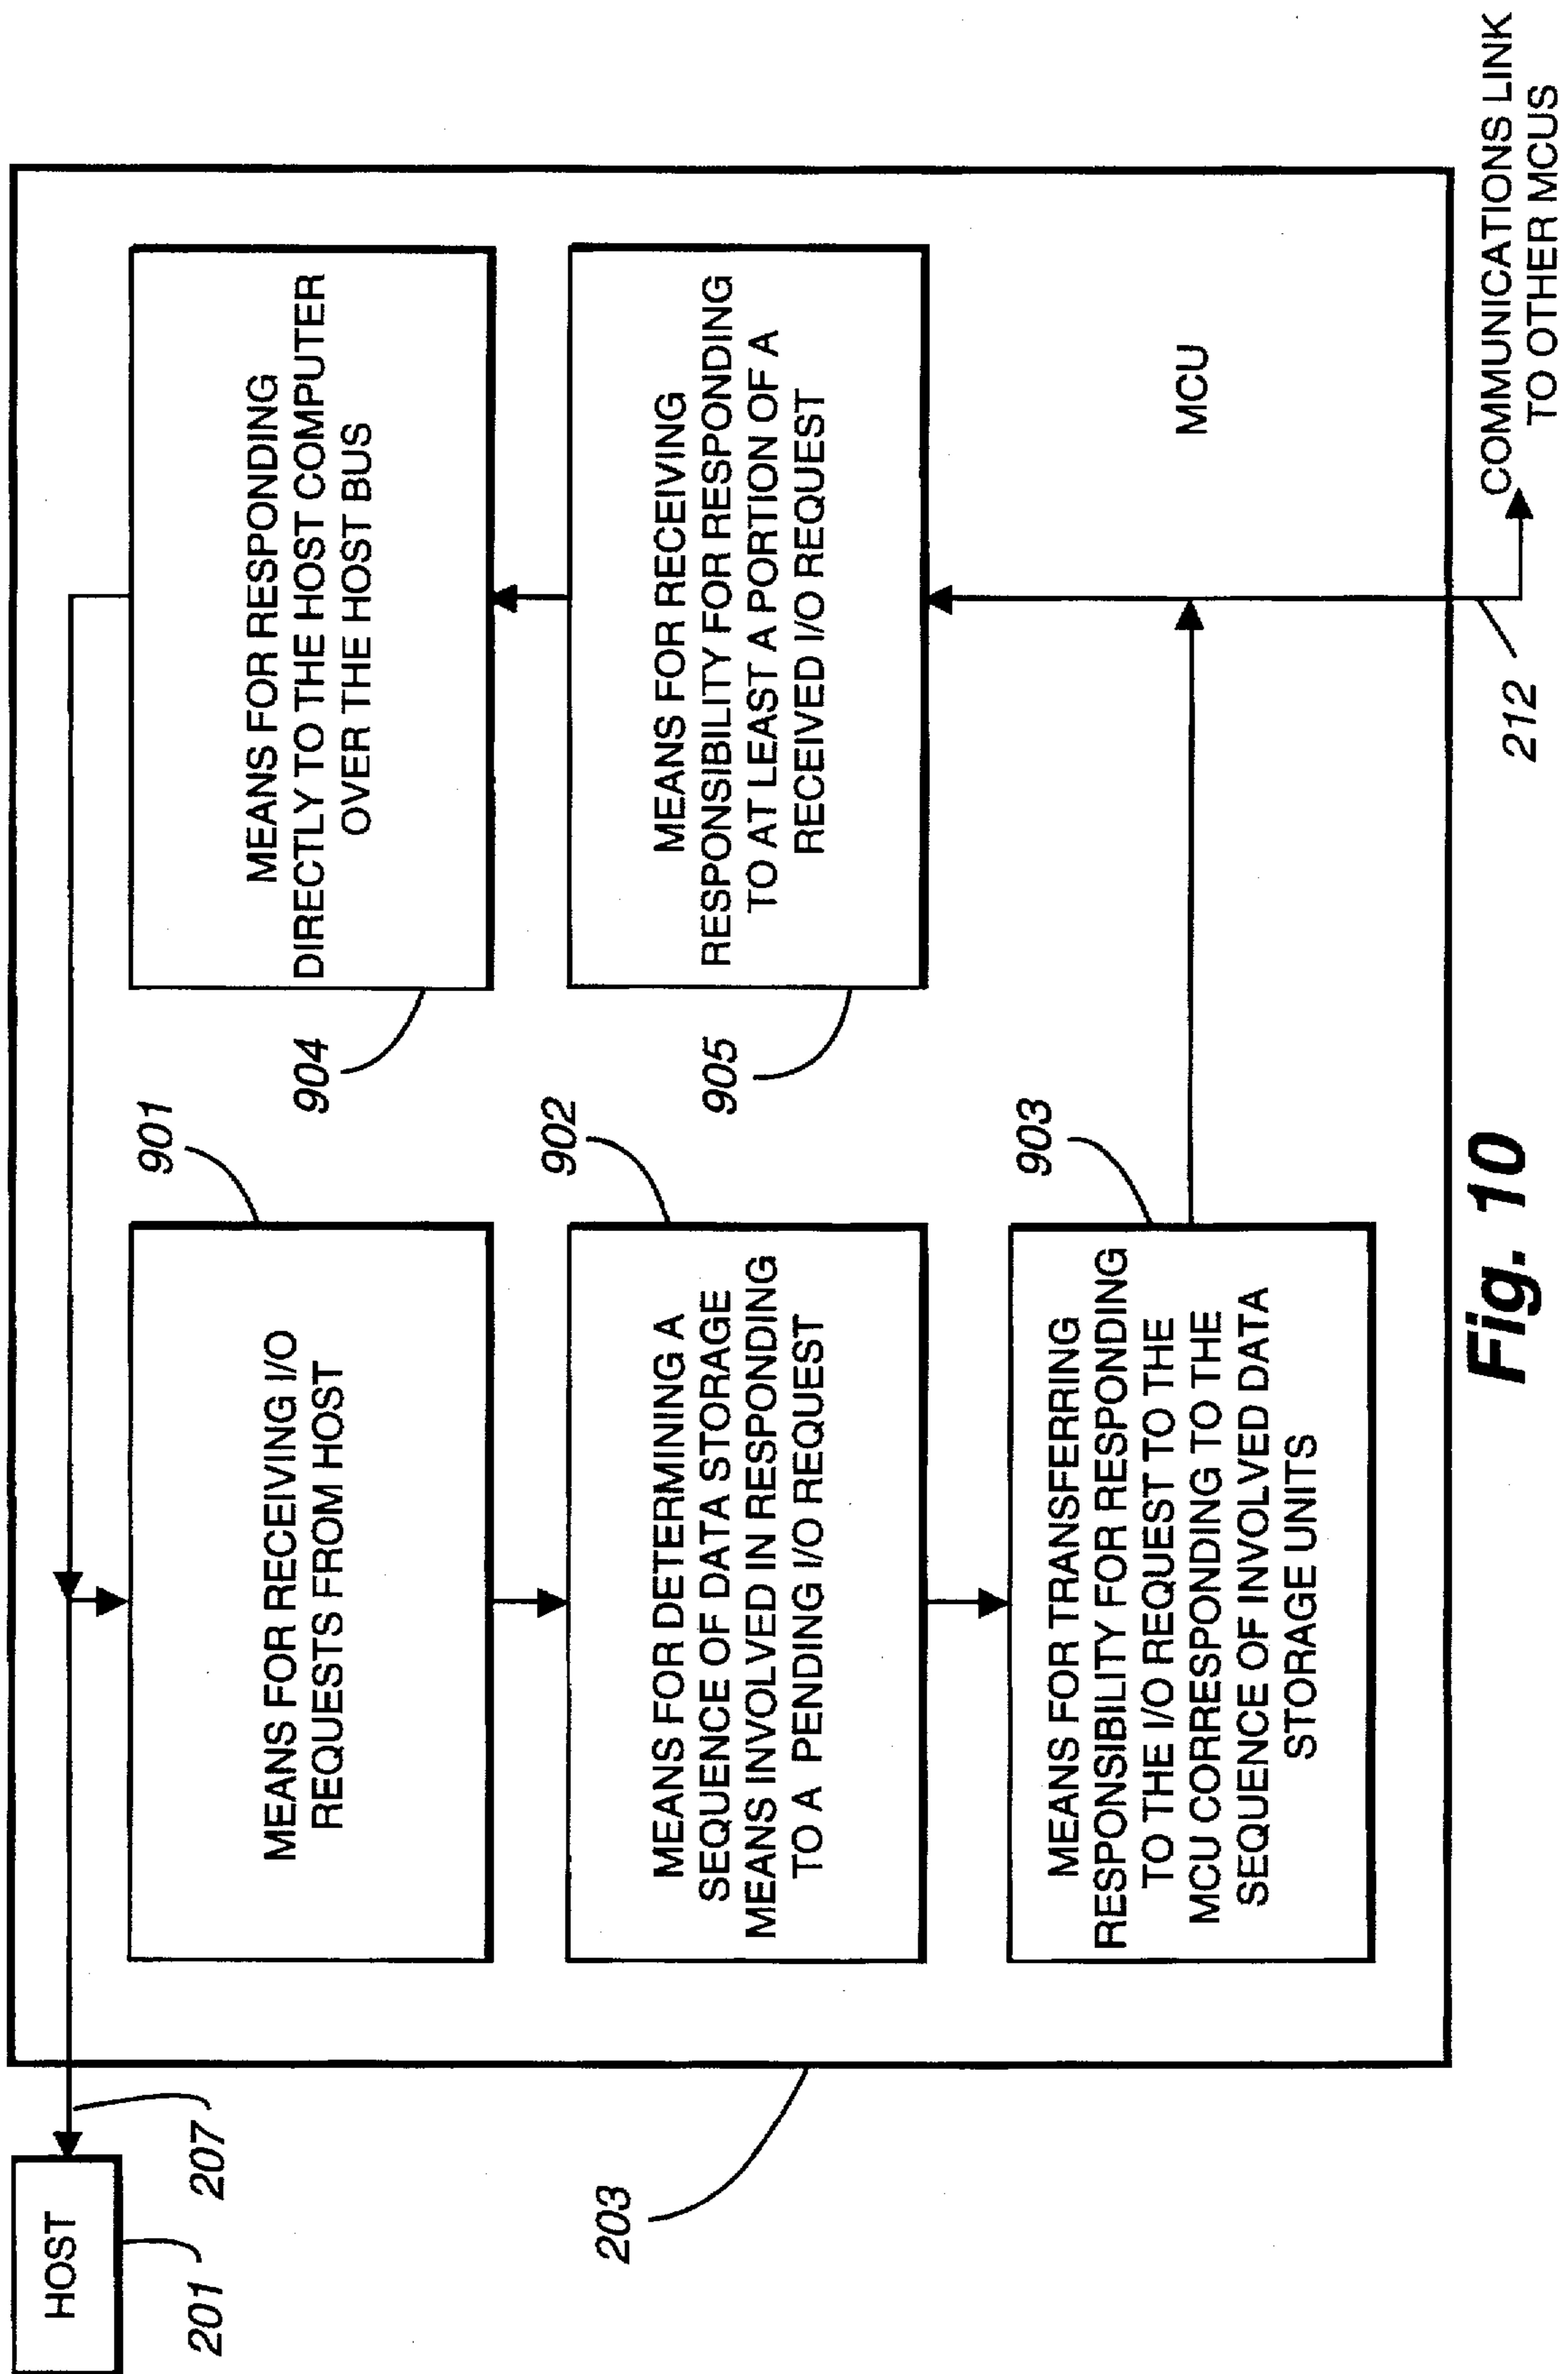 HOST
201
207
203
901
MEANS FOR RECEIVING I/O
REQUESTS FROM HOST
902
MEANS FOR DETERMINING A
SEQUENCE OF DATA STORAGE
MEANS INVOLVED IN RESPONDING
TO A PENDING I/O REQUEST
903
MEANS FOR TRANSFERRING
RESPONSIBILITY FOR RESPONDING
TO THE I/O REQUEST TO THE
MCU CORRESPONDING TO THE
SEQUENCE OF INVOLVED DATA
STORAGE UNITS
904
MEANS FOR RESPONDING
DIRECTLY TO THE HOST COMPUTER
OVER THE HOST BUS
905
MEANS FOR RECEIVING
RESPONSIBILITY FOR RESPONDING
TO AT LEAST A PORTION OF A
RECEIVED I/O REQUEST
MCU
212
COMMUNICATIONS LINK
TO OTHER MCUS
Fig. 10